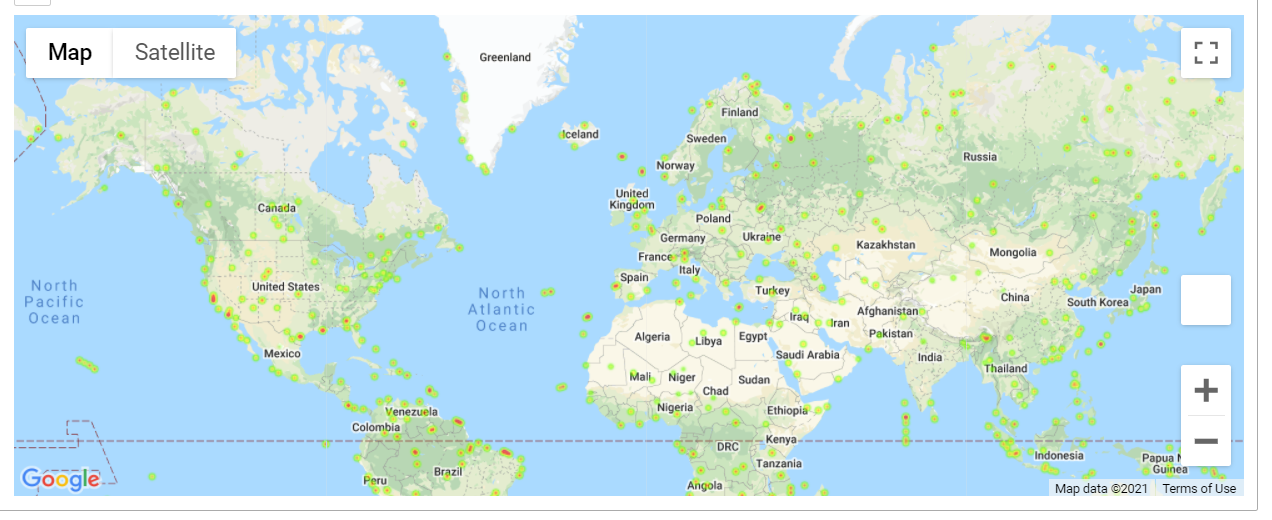 Map
Satellite
Greenland
Iceland
Finland
Sweden
Norway
Russia
United
Kingdom
Canada
Poland
Germany
Ukraine
Kazakhstan
Mongolia
France
Italy
Spain
Turkey
North
Pacific
Ocean
United States
North
Atlantic
Ocean
China
Japan
South Korea
Afghanistan
Iraq
Iran
Pakistan
Algeria
Libya
Egypt
Saudi Arabia
India
Mexico
Thailand
Mali
Niger
Chad
Sudan
Nigeria
Ethiopia
Venezuela
Colombia
DRC
Kenya
Tanzania
Indonesia
Papua N
Guinea
Brazil
Peru
Angola
Google
Map data ©2021
Terms of Use